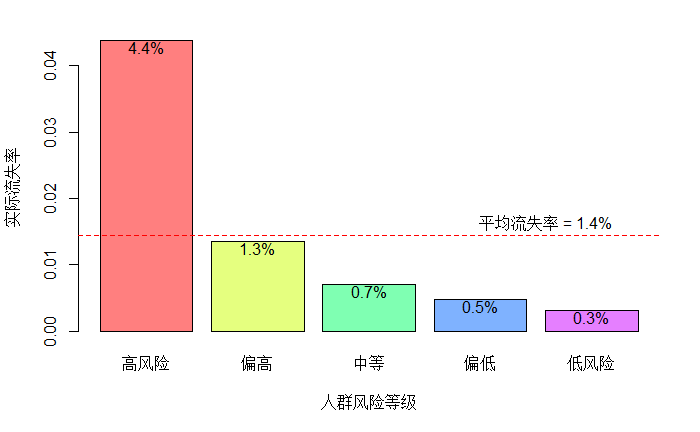 4.4%
1.3%
0.7%
0.5%
0.3%
平均流失率 = 1.4%
实际流失率
0.04
0.03
0.02
0.01
0.00
高风险 偏高 中等 偏低 低风险
人群风险等级